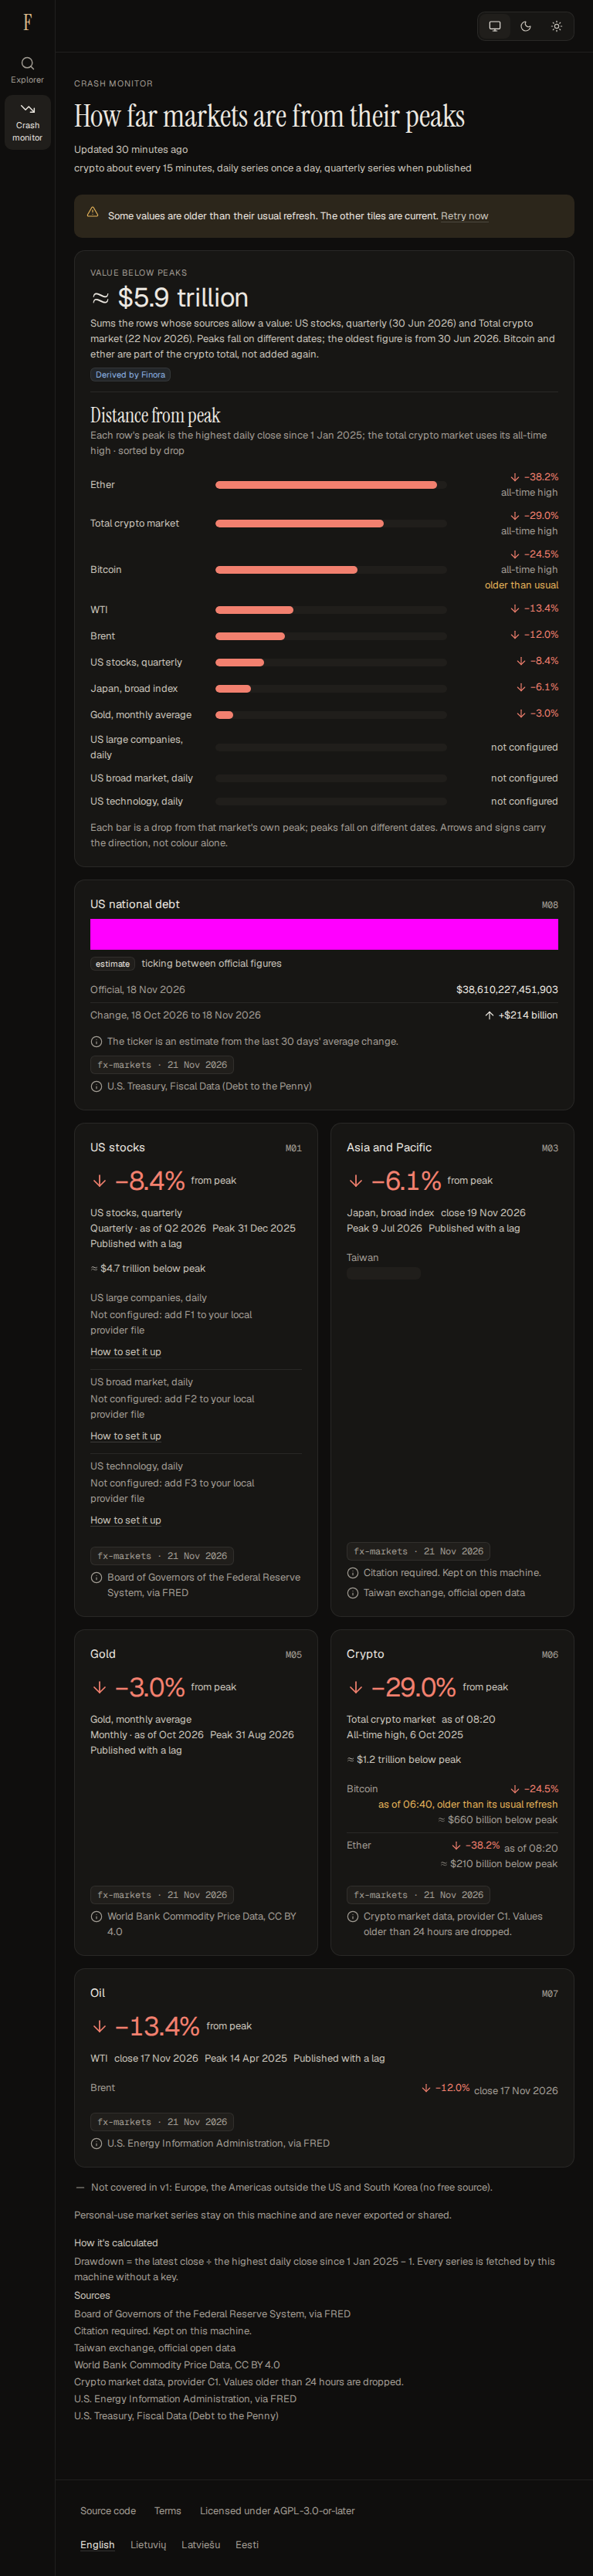 F
Explorer
Crash
monitor
CRASH MONITOR
How far markets are from their peaks
Updated 30 minutes ago
crypto about every 15 minutes, daily series once a day, quarterly series when published
Some values are older than their usual refresh. The other tiles are current. Retry now
VALUE BELOW PEAKS
≈ $5.9 trillion
Sums the rows whose sources allow a value: US stocks, quarterly (30 Jun 2026) and Total crypto
market (22 Nov 2026). Peaks fall on different dates; the oldest figure is from 30 Jun 2026. Bitcoin and
ether are part of the crypto total, not added again.
Derived by Finora
Distance from peak
Each row's peak is the highest daily close since 1 Jan 2025; the total crypto market uses its all-time
high · sorted by drop
Ether
↓ −38.2%
all-time high
Total crypto market
↓ −29.0%
all-time high
Bitcoin
↓ −24.5%
all-time high
older than usual
WTI ↓ −13.4%
Brent ↓ −12.0%
US stocks, quarterly ↓ −8.4%
Japan, broad index ↓ −6.1%
Gold, monthly average ↓ −3.0%
US large companies,
daily
not configured
US broad market, daily not configured
US technology, daily not configured
Each bar is a drop from that market's own peak; peaks fall on different dates. Arrows and signs carry
the direction, not colour alone.
US national debt M08
estimate ticking between official figures
Official, 18 Nov 2026 $38,610,227,451,903
Change, 18 Oct 2026 to 18 Nov 2026 ↑ +$214 billion
The ticker is an estimate from the last 30 days' average change.
fx-markets · 21 Nov 2026
U.S. Treasury, Fiscal Data (Debt to the Penny)
US stocks M01
↓ −8.4% from peak
US stocks, quarterly
Quarterly · as of Q2 2026 Peak 31 Dec 2025
Published with a lag
≈ $4.7 trillion below peak
US large companies, daily
Not configured: add F1 to your local
provider file
How to set it up
US broad market, daily
Not configured: add F2 to your local
provider file
How to set it up
US technology, daily
Not configured: add F3 to your local
provider file
How to set it up
fx-markets · 21 Nov 2026
Board of Governors of the Federal Reserve
System, via FRED
Asia and Pacific M03
↓ −6.1% from peak
Japan, broad index close 19 Nov 2026
Peak 9 Jul 2026 Published with a lag
Taiwan
fx-markets · 21 Nov 2026
Citation required. Kept on this machine.
Taiwan exchange, official open data
Gold M05
↓ −3.0% from peak
Gold, monthly average
Monthly · as of Oct 2026 Peak 31 Aug 2026
Published with a lag
fx-markets · 21 Nov 2026
World Bank Commodity Price Data, CC BY
4.0
Crypto M06
↓ −29.0% from peak
Total crypto market as of 08:20
All-time high, 6 Oct 2025
≈ $1.2 trillion below peak
Bitcoin ↓ −24.5%
as of 06:40, older than its usual refresh
≈ $660 billion below peak
Ether ↓ −38.2% as of 08:20
≈ $210 billion below peak
fx-markets · 21 Nov 2026
Crypto market data, provider C1. Values
older than 24 hours are dropped.
Oil M07
↓ −13.4% from peak
WTI close 17 Nov 2026 Peak 14 Apr 2025 Published with a lag
Brent ↓ −12.0% close 17 Nov 2026
fx-markets · 21 Nov 2026
U.S. Energy Information Administration, via FRED
— Not covered in v1: Europe, the Americas outside the US and South Korea (no free source).
Personal-use market series stay on this machine and are never exported or shared.
How it's calculated
Drawdown = the latest close ÷ the highest daily close since 1 Jan 2025 − 1. Every series is fetched by this
machine without a key.
Sources
Board of Governors of the Federal Reserve System, via FRED
Citation required. Kept on this machine.
Taiwan exchange, official open data
World Bank Commodity Price Data, CC BY 4.0
Crypto market data, provider C1. Values older than 24 hours are dropped.
U.S. Energy Information Administration, via FRED
U.S. Treasury, Fiscal Data (Debt to the Penny)
Source code Terms Licensed under AGPL-3.0-or-later
English Lietuvių Latviešu Eesti